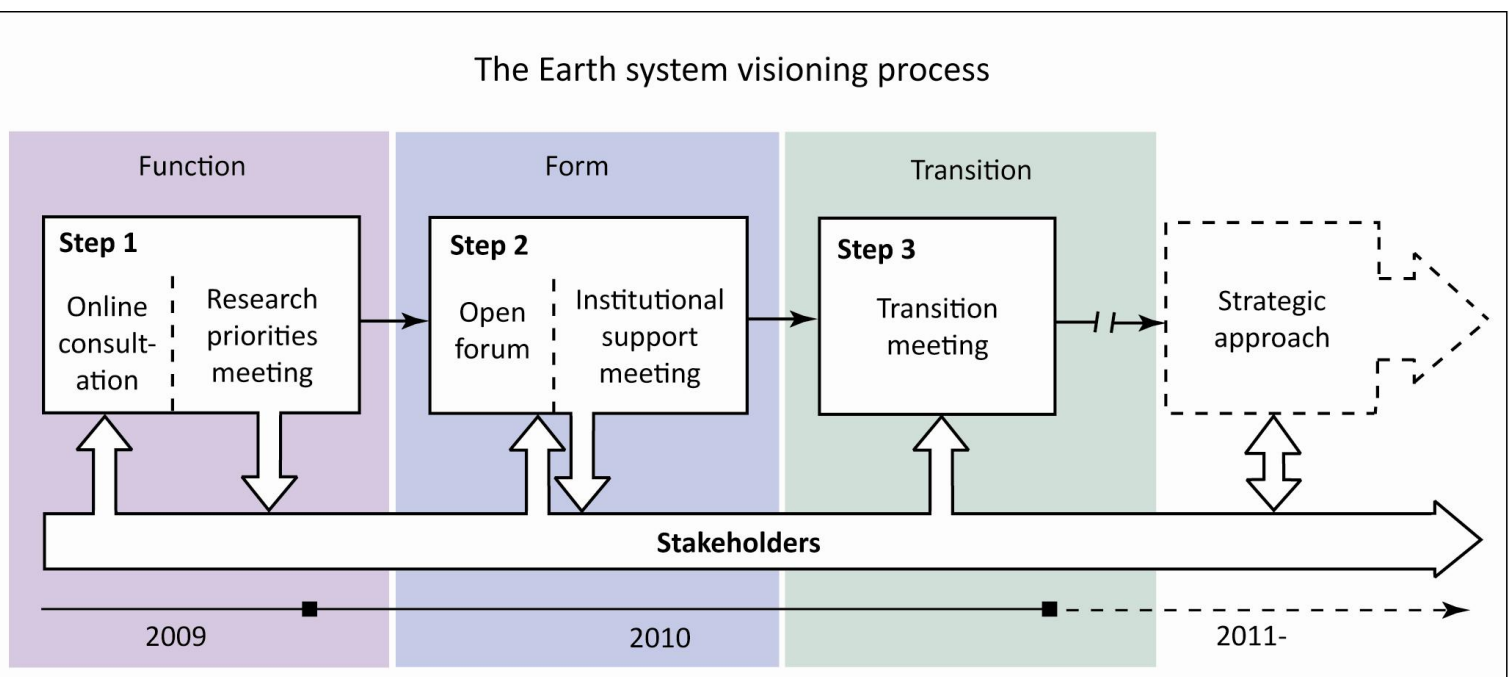 The Earth system visioning process
Function
Form
Transition
Step 1
Online
consult-
ation
Research
priorities
meeting
Step 2
Open
forum
Institutional
support
meeting
Step 3
Transition
meeting
Strategic
approach
Stakeholders
2009
2010
2011-